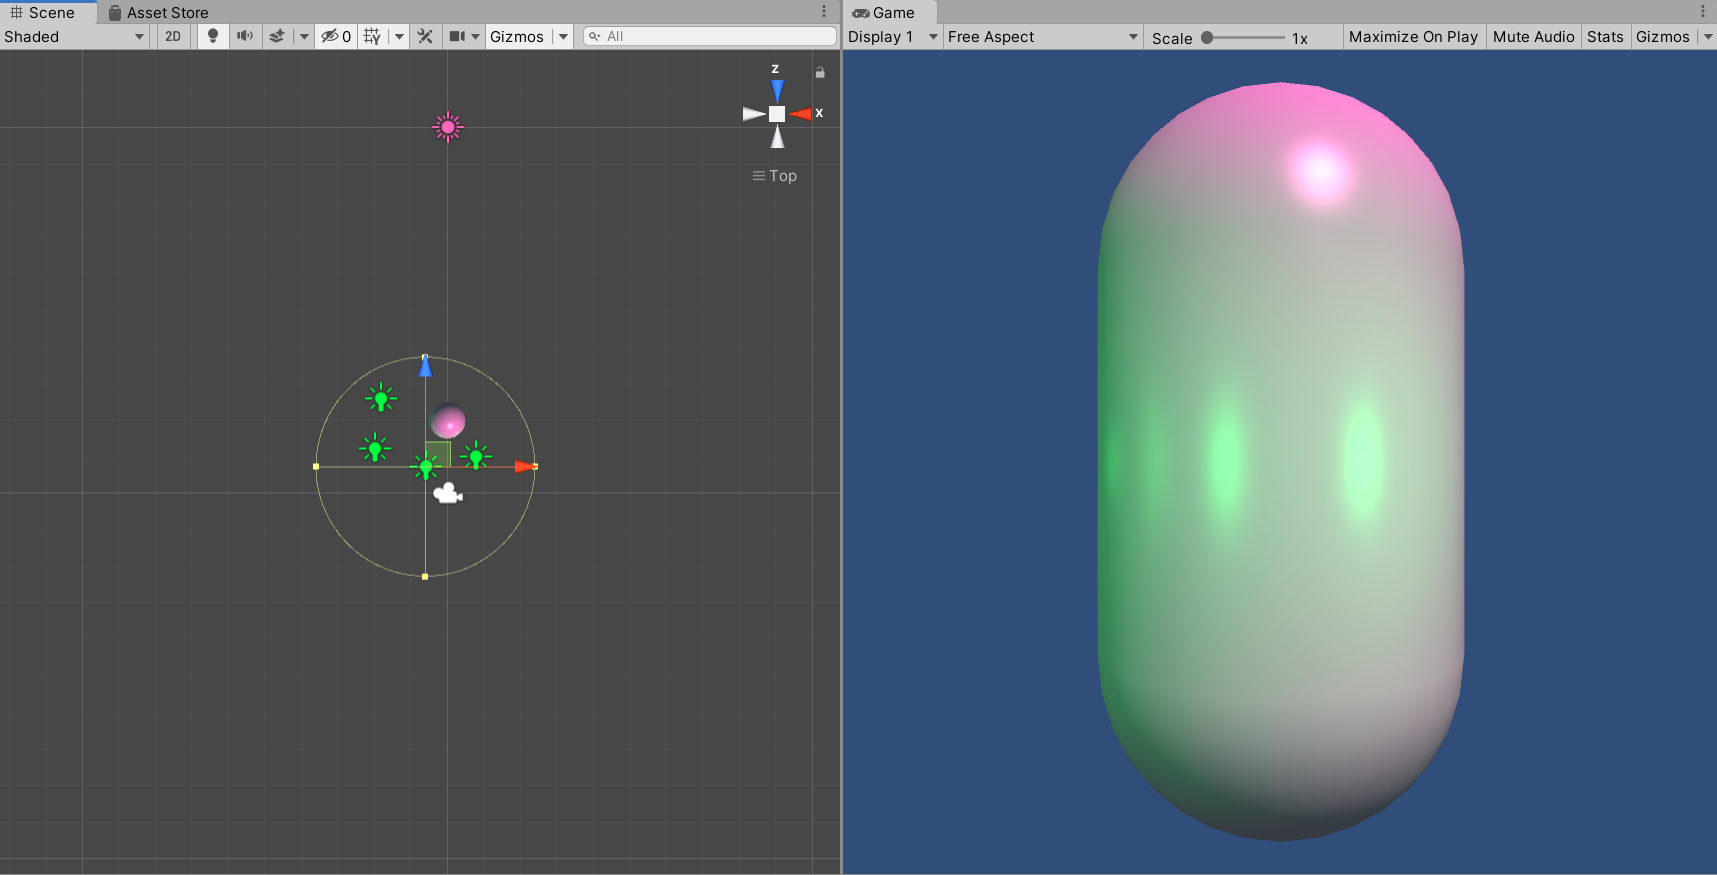 Scene
Asset Store
Shaded
2D
0
Gizmos
All
z
x
Top
Game
Display 1
Free Aspect
Scale
1x
Maximize On Play
Mute Audio
Stats
Gizmos